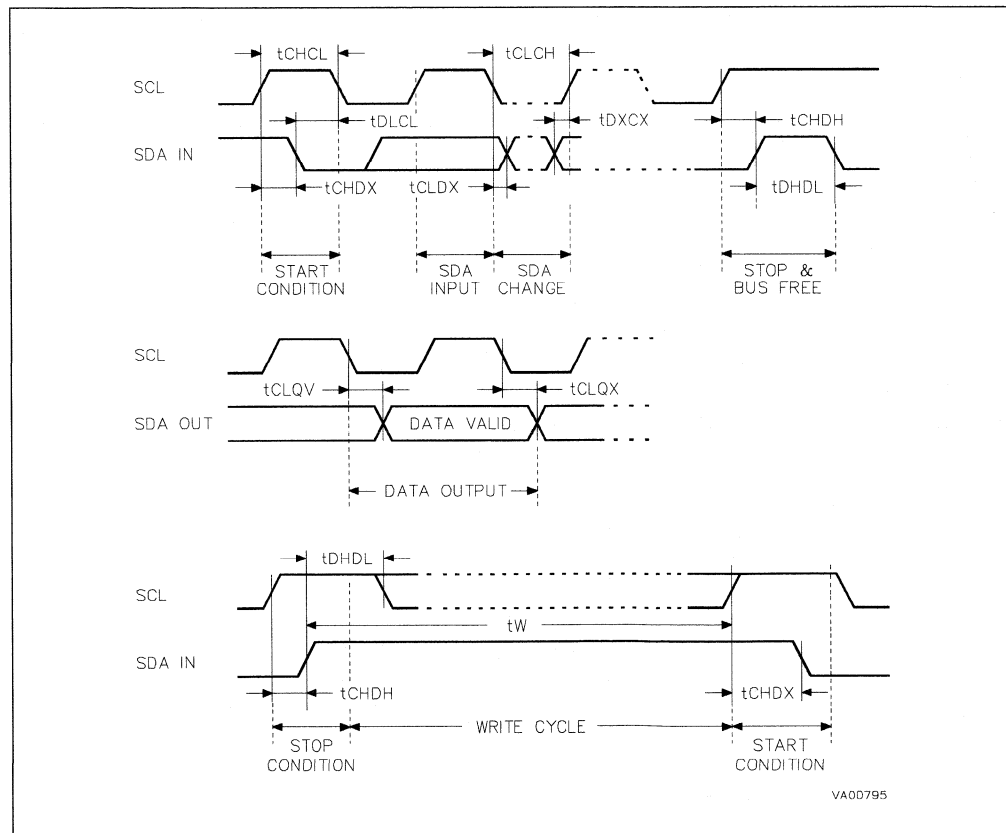 tCHCL
tCLCH
SCL
tDLCL
tDXCX
tCHDH
SDA IN
tCHDX
tCLDX
tDHDL
START
CONDITION
SDA
INPUT
SDA
CHANGE
STOP &
BUS FREE
SCL
tCLQV
tCLQX
SDA OUT
DATA VALID
DATA OUTPUT
tDHDL
SCL
tW
SDA IN
tCHDH
tCHDX
WRITE CYCLE
STOP
CONDITION
START
CONDITION
VA00795